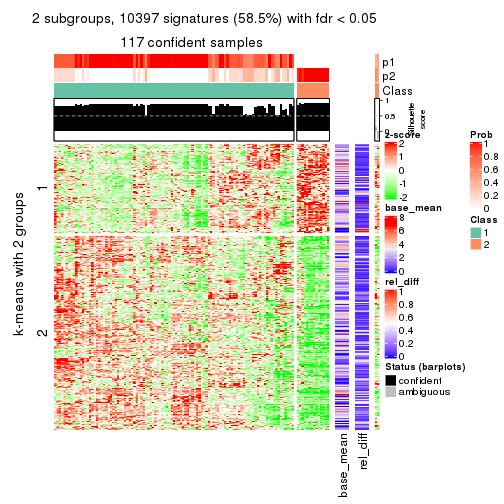 2 subgroups, 10397 signatures (58.5%) with fdr < 0.05
117 confident samples
p1
p2
Class
1
0.5
0
Silhouette
score
k-means with 2 groups
1
2
base_mean
rel_diff
z-score
2
1
0
-1
-2
base_mean
8
6
4
2
0
rel_diff
1
0.8
0.6
0.4
0.2
0
Status (barplots)
confident
ambiguous
Prob
1
0.8
0.6
0.4
0.2
0
Class
1
2